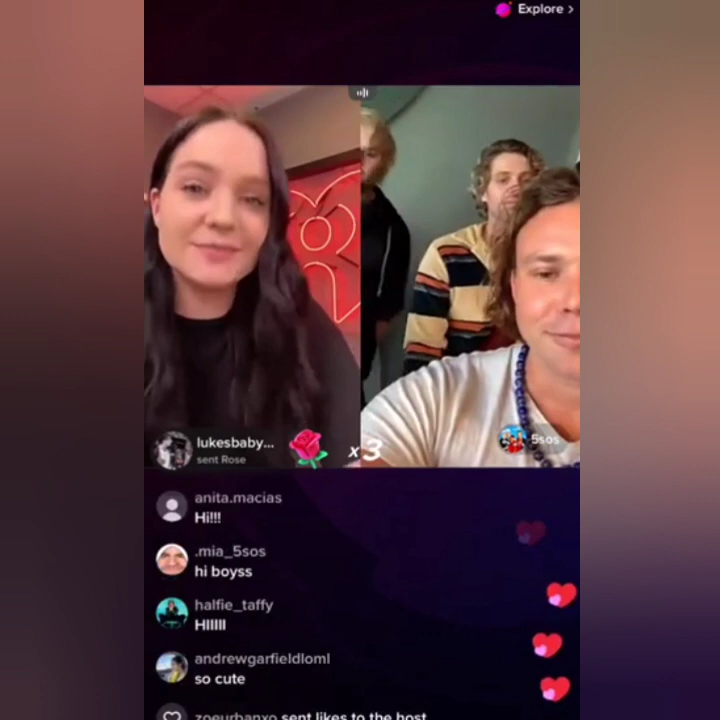 Explore >
lukesbaby...
sent Rose
x3
5sos
anita.macias
Hi!!!
.mia_5sos
hi boyss
halfie_taffy
HIIIII
andrewgarfieldloml
so cute
zoeurbanxo sent likes to the host